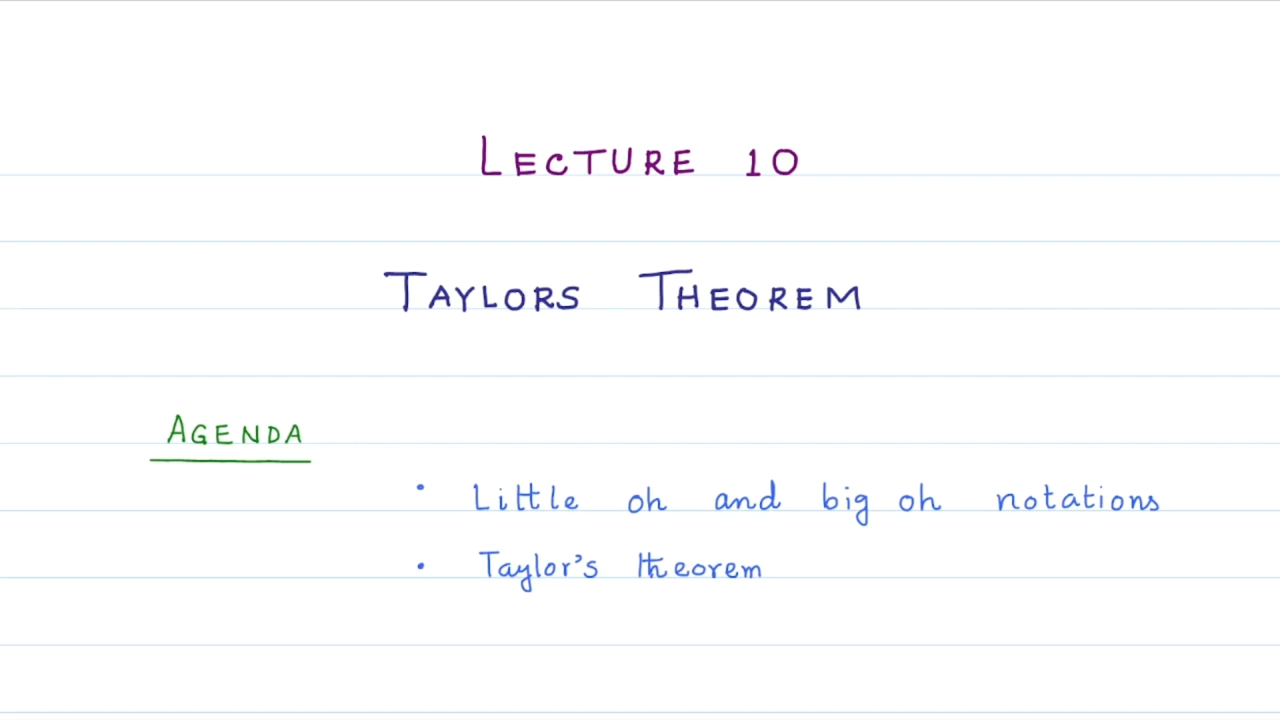 LECTURE 10
TAYLORS THEOREM
AGENDA
• Little oh and big oh notations
• Taylor's theorem